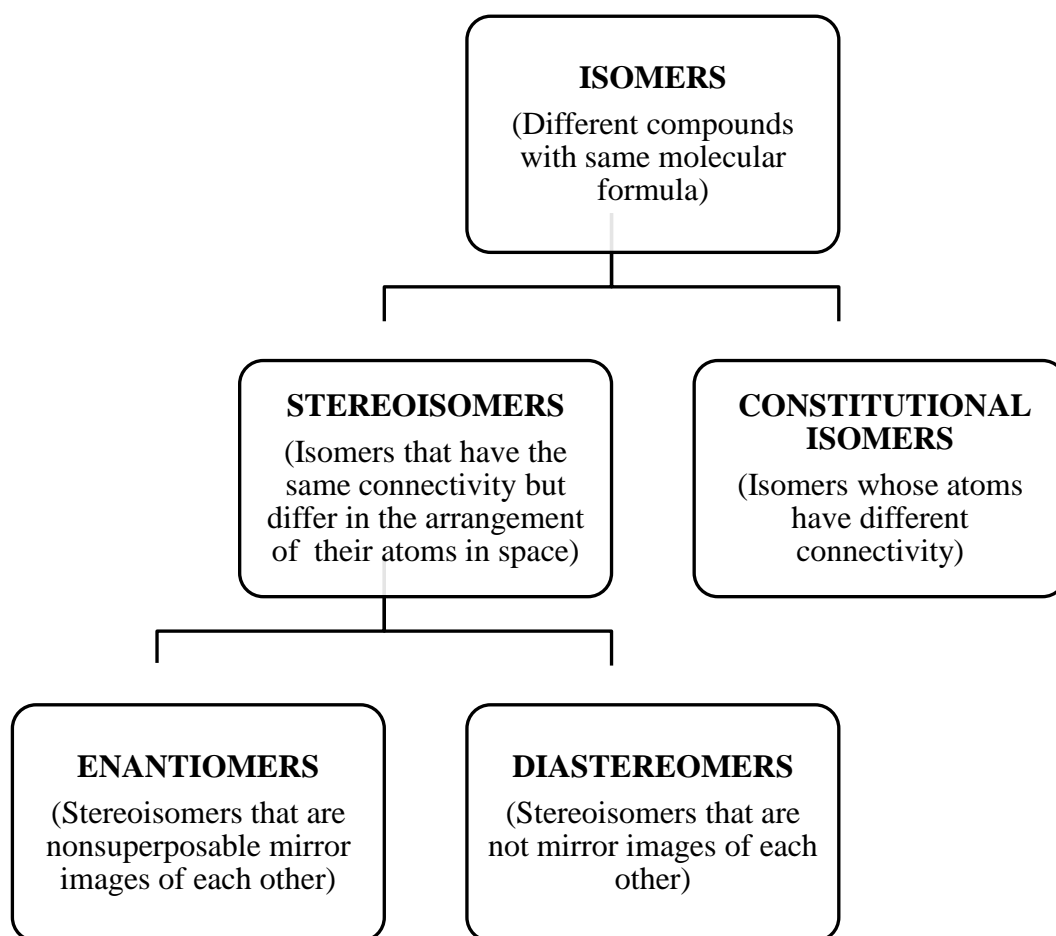 ISOMERS
(Different compounds
with same molecular
formula)
STEREOISOMERS
(Isomers that have the
same connectivity but
differ in the arrangement
of their atoms in space)
CONSTITUTIONAL
ISOMERS
(Isomers whose atoms
have different
connectivity)
ENANTIOMERS
(Stereoisomers that are
nonsuperposable mirror
images of each other)
DIASTEREOMERS
(Stereoisomers that are
not mirror images of each
other)